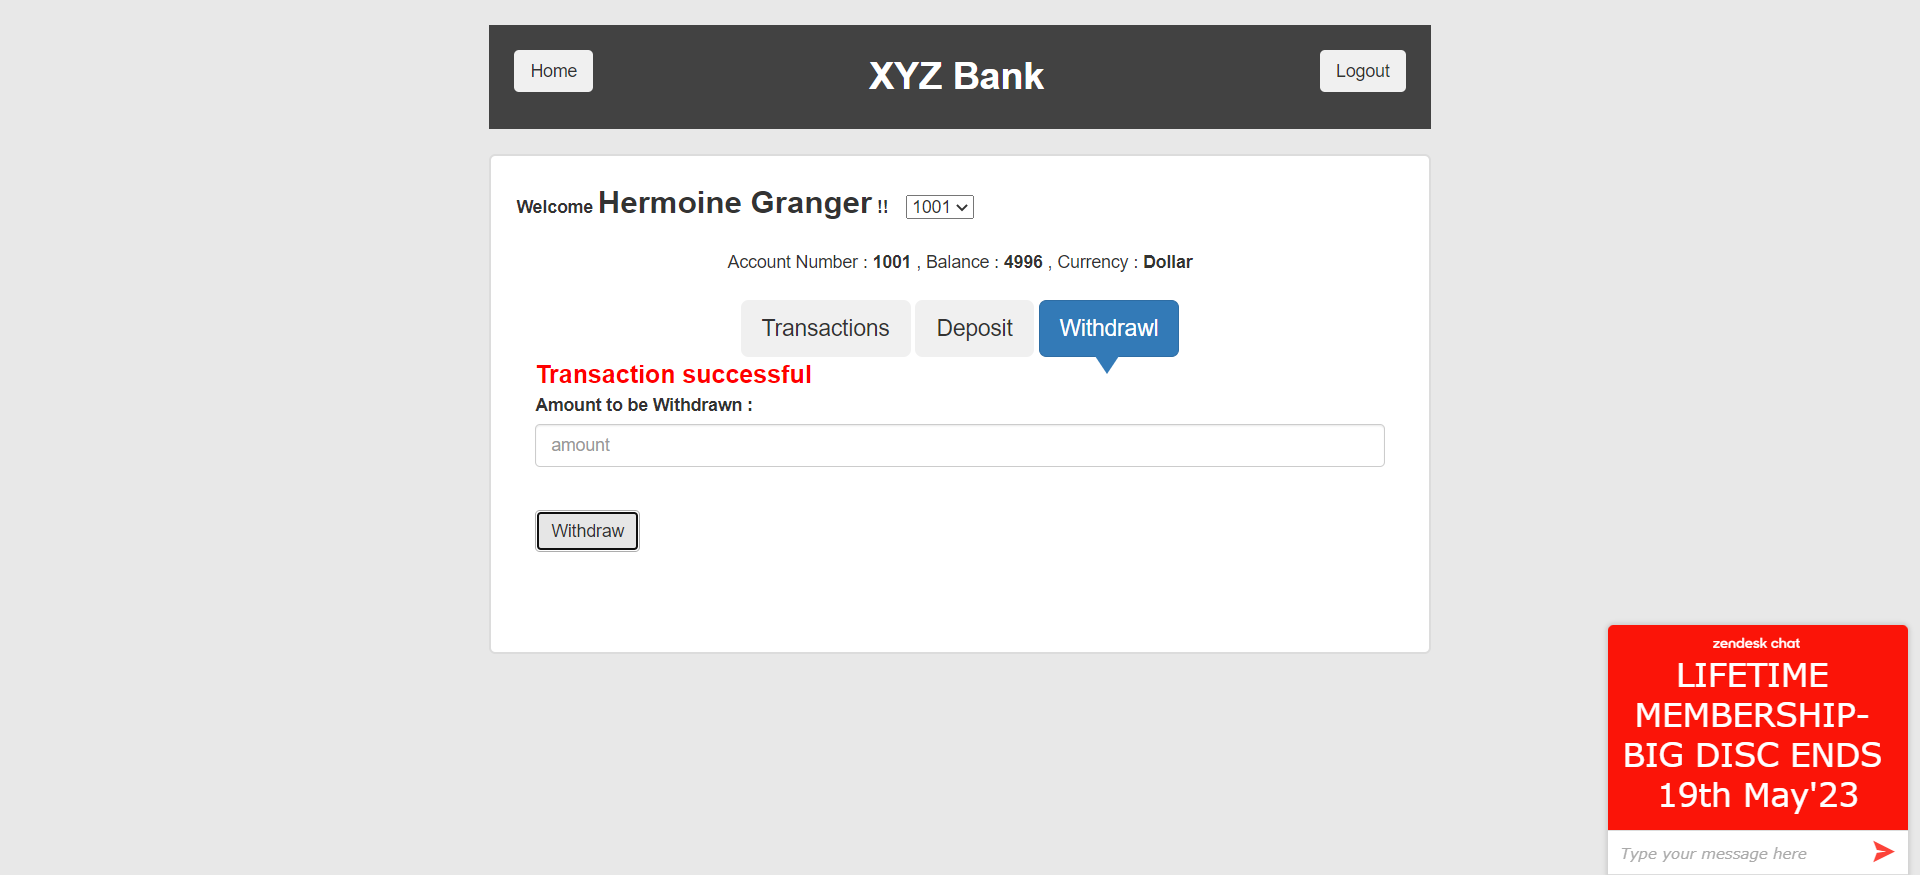 Home
XYZ Bank
Logout
Welcome Hermoine Granger !! 1001
Account Number : 1001 , Balance : 4996 , Currency : Dollar
Transactions
Deposit
Withdrawl
Transaction successful
Amount to be Withdrawn :
amount
Withdraw
zendesk chat
LIFETIME
MEMBERSHIP-
BIG DISC ENDS
19th May'23
Type your message here